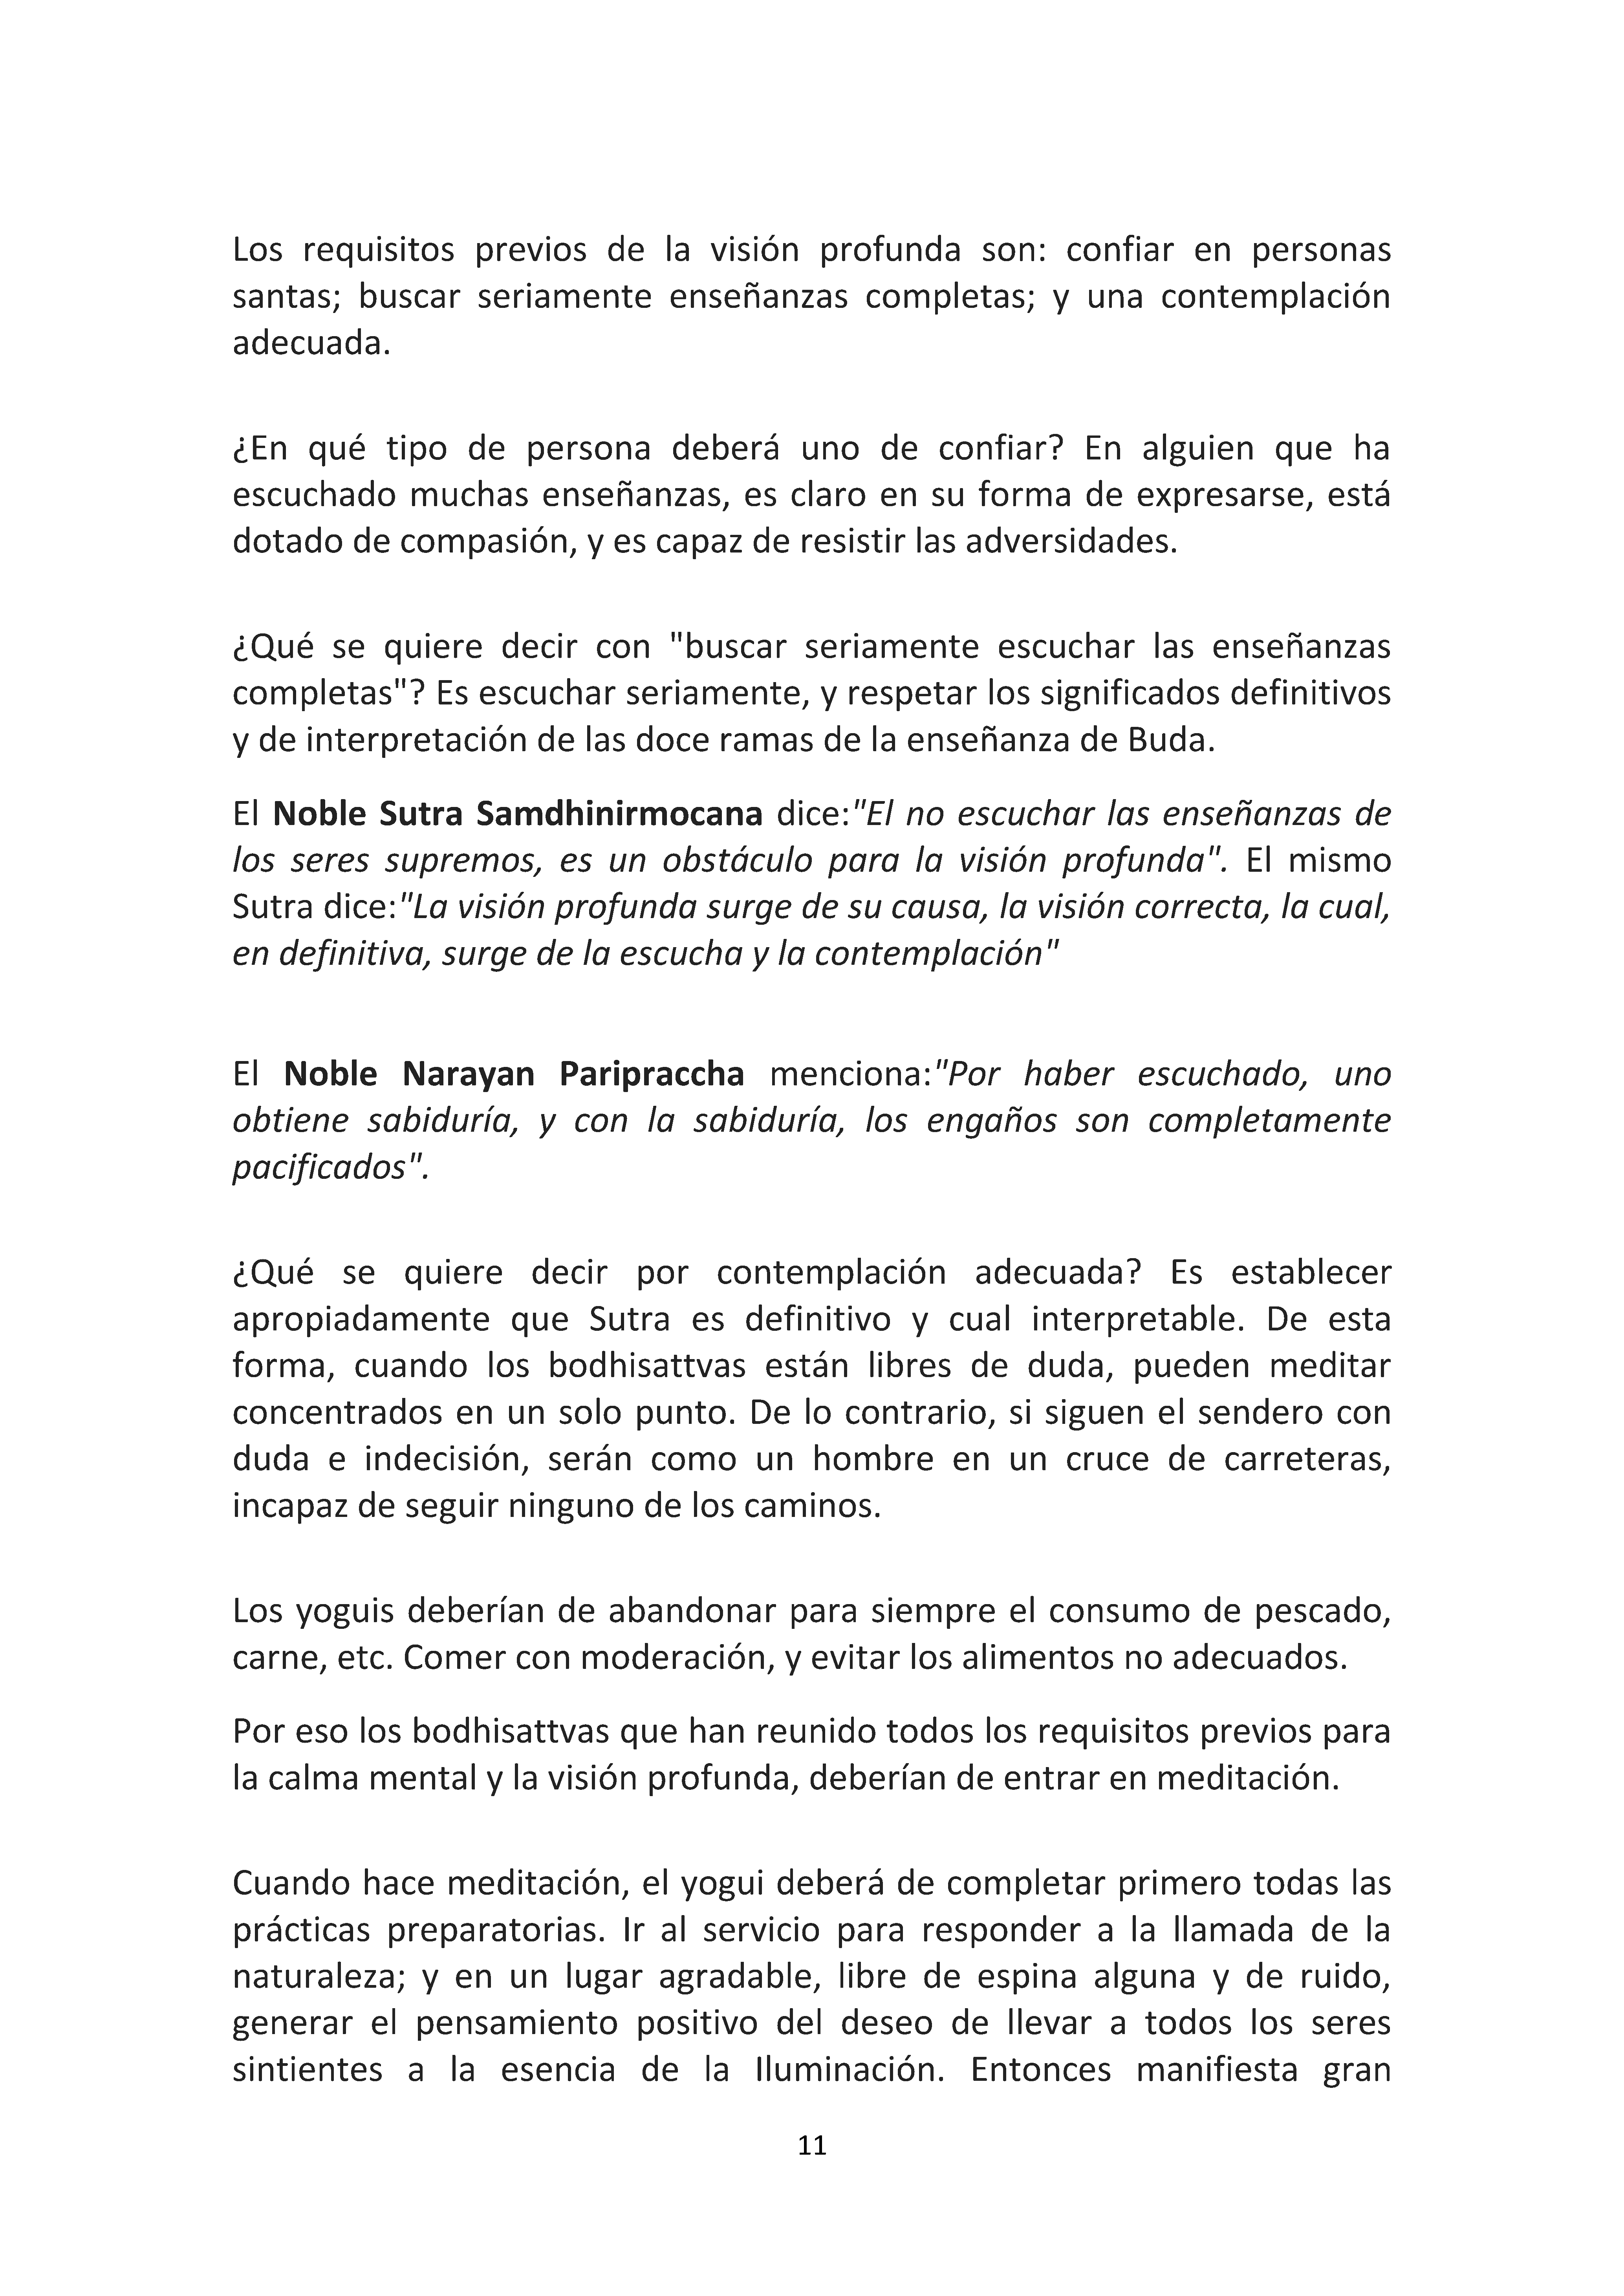 Los requisitos previos de la visión profunda son: confiar en personas
santas; buscar seriamente enseñanzas completas; y una contemplación
adecuada.
¿En qué tipo de persona deberá uno de confiar? En alguien que ha
escuchado muchas enseñanzas, es claro en su forma de expresarse, está
dotado de compasión, y es capaz de resistir las adversidades.
¿Qué se quiere decir con "buscar seriamente escuchar las enseñanzas
completas"? Es escuchar seriamente, y respetar los significados definitivos
y de interpretación de las doce ramas de la enseñanza de Buda.
El Noble Sutra Samdhinirmocana dice:"El no escuchar las enseñanzas de
los seres supremos, es un obstáculo para la visión profunda". El mismo
Sutra dice:"La visión profunda surge de su causa, la visión correcta, la cual,
en definitiva, surge de la escucha y la contemplación"
El Noble Narayan Paripraccha menciona:"Por haber escuchado, uno
obtiene sabiduría, y con la sabiduría, los engaños son completamente
pacificados".
¿Qué se quiere decir por contemplación adecuada? Es establecer
apropiadamente que Sutra es definitivo y cual interpretable. De esta
forma, cuando los bodhisattvas están libres de duda, pueden meditar
concentrados en un solo punto. De lo contrario, si siguen el sendero con
duda e indecisión, serán como un hombre en un cruce de carreteras,
incapaz de seguir ninguno de los caminos.
Los yoguis deberían de abandonar para siempre el consumo de pescado,
carne, etc. Comer con moderación, y evitar los alimentos no adecuados.
Por eso los bodhisattvas que han reunido todos los requisitos previos para
la calma mental y la visión profunda, deberían de entrar en meditación.
Cuando hace meditación, el yogui deberá de completar primero todas las
prácticas preparatorias. Ir al servicio para responder a la llamada de la
naturaleza; y en un lugar agradable, libre de espina alguna y de ruido,
generar el pensamiento positivo del deseo de llevar a todos los seres
sintientes a la esencia de la Iluminación. Entonces manifiesta gran
11